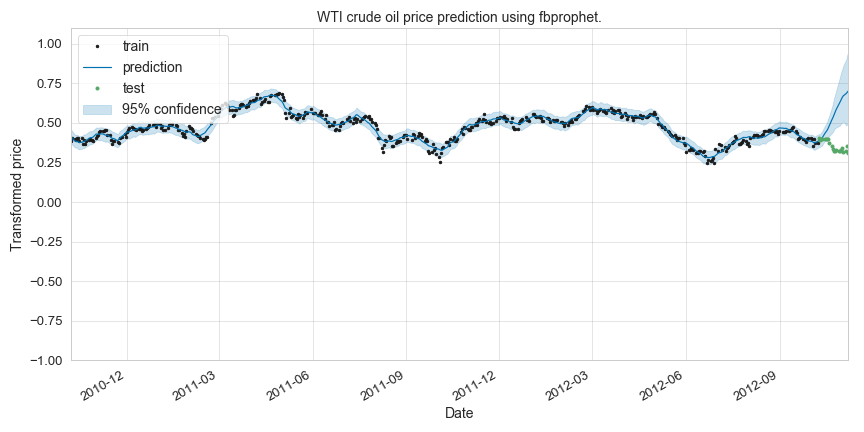 WTI crude oil price prediction using fbprophet.
train
prediction
test
95% confidence
1.00
0.75
0.50
0.25
0.00
−0.25
−0.50
−0.75
−1.00
Transformed price
2010-12
2011-03
2011-06
2011-09
2011-12
2012-03
2012-06
2012-09
Date